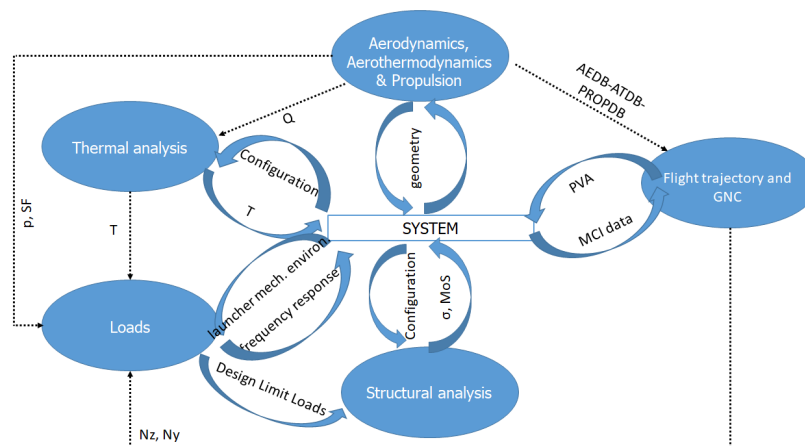 Aerodynamics,
Aerothermodynamics
& Propulsion
AEDB-ATDB-
PROPDB
Q
Thermal analysis
Configuration
T
geometry
PVA
MCI data
Flight trajectory and
GNC
p, SF
T
SYSTEM
launcher mech. environ.
frequency response
Configuration
σ, MoS
Loads
Design Limit Loads
Structural analysis
Nz, Ny